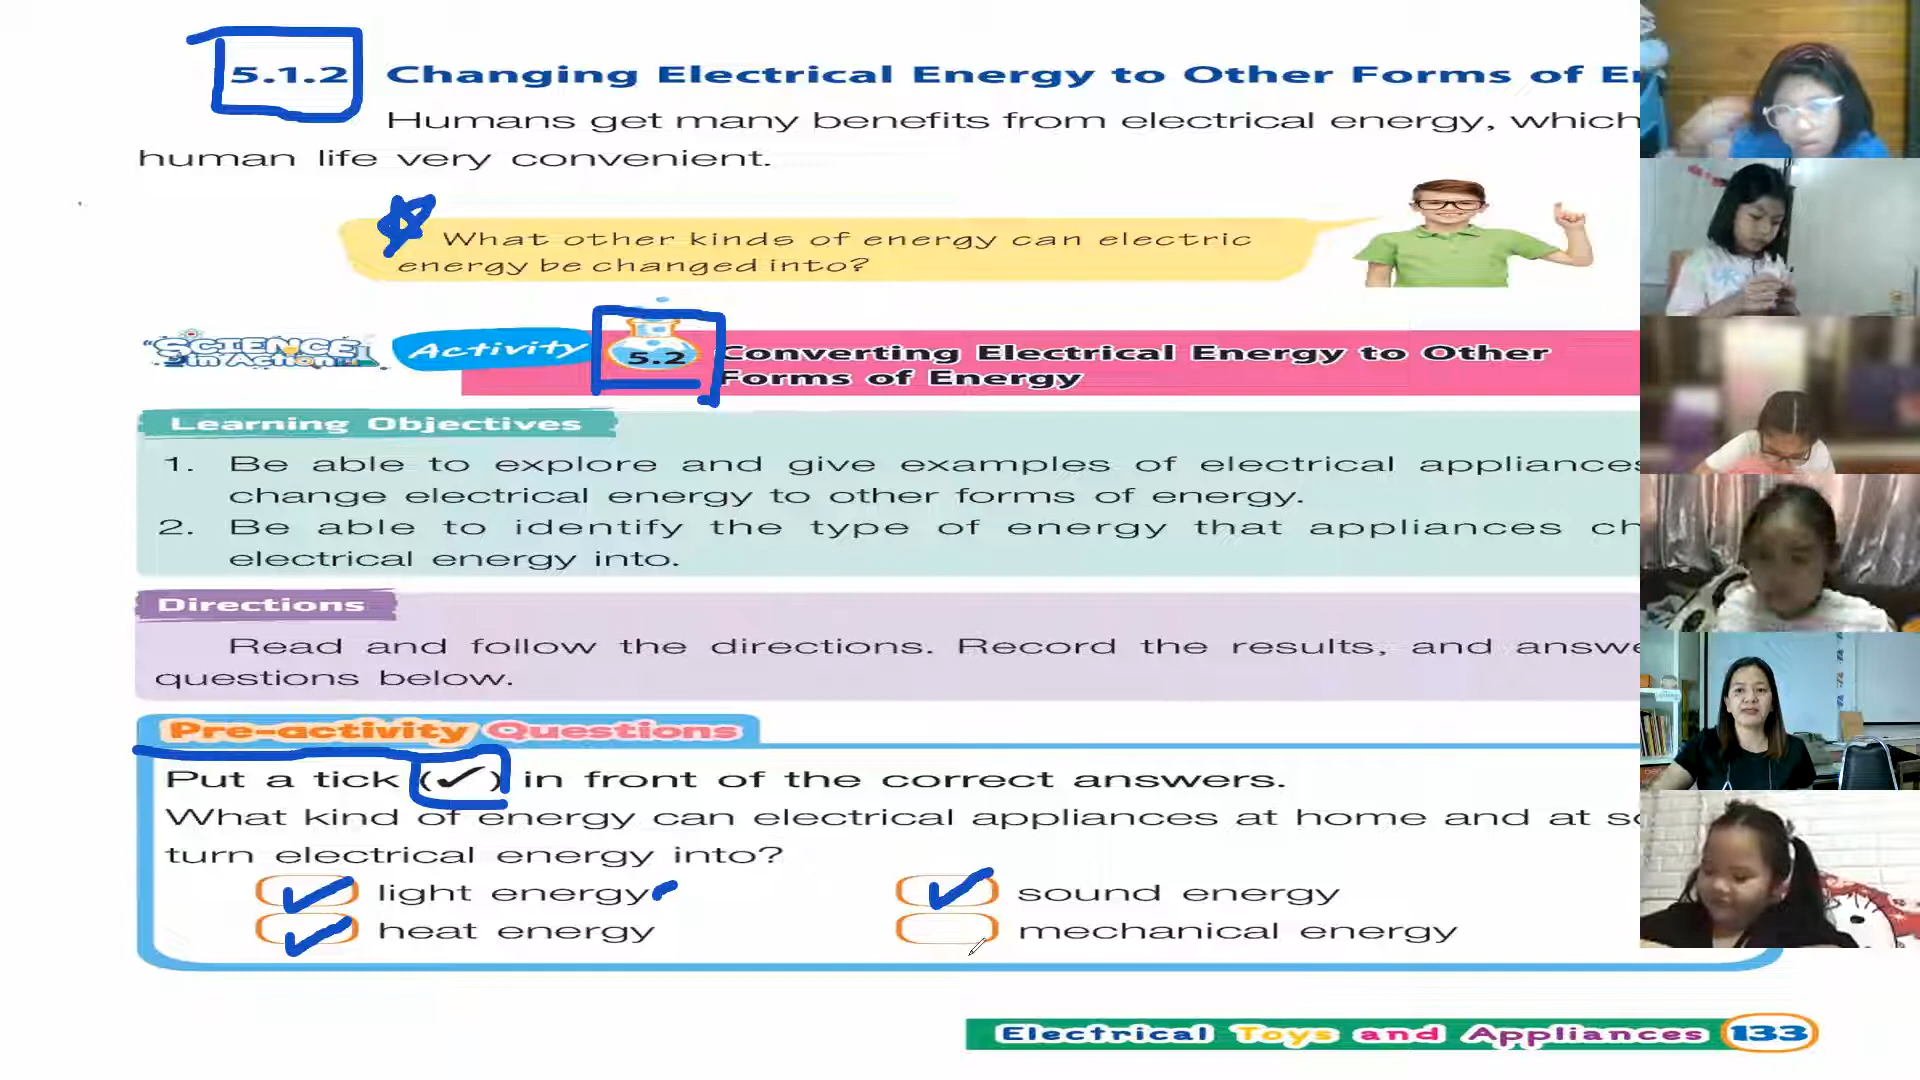 5.1.2 Changing Electrical Energy to Other Forms of
Humans get many benefits from electrical energy, which
human life very convenient.
What other kinds of energy can electric
energy be changed into?
SCIENCE
in Action
Activity 5.2 Converting Electrical Energy to Other
Forms of Energy
Learning Objectives
1. Be able to explore and give examples of electrical appliances
change electrical energy to other forms of energy.
2. Be able to identify the type of energy that appliances
electrical energy into.
Directions
Read and follow the directions. Record the results, and
questions below.
Pre-activity Questions
Put a tick (✓) in front of the correct answers.
What kind of energy can electrical appliances at home and at
turn electrical energy into?
✓ light energy ✓ sound energy
✓ heat energy mechanical energy
Electrical Toys and Appliances 133